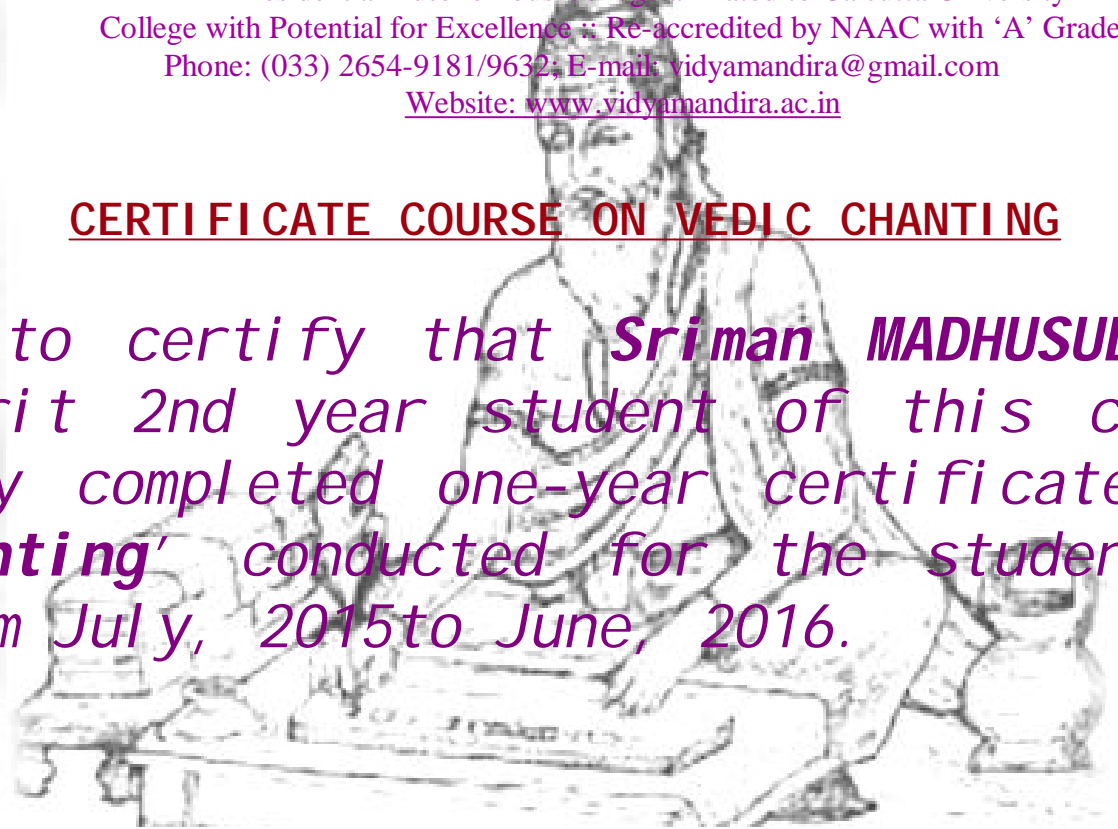 College with Potential for Excellence :: Re-accredited by NAAC with ‘A’ Grade
Phone: (033) 2654-9181/9632; E-mail: vidyamandira@gmail.com
Website: www.vidyamandira.ac.in
CERTIFICATE COURSE ON VEDIC CHANTING
to certify that Sriman
2nd year student of this
completed one-year certificate
nting’ conducted for the
July, 2015to June, 2016.